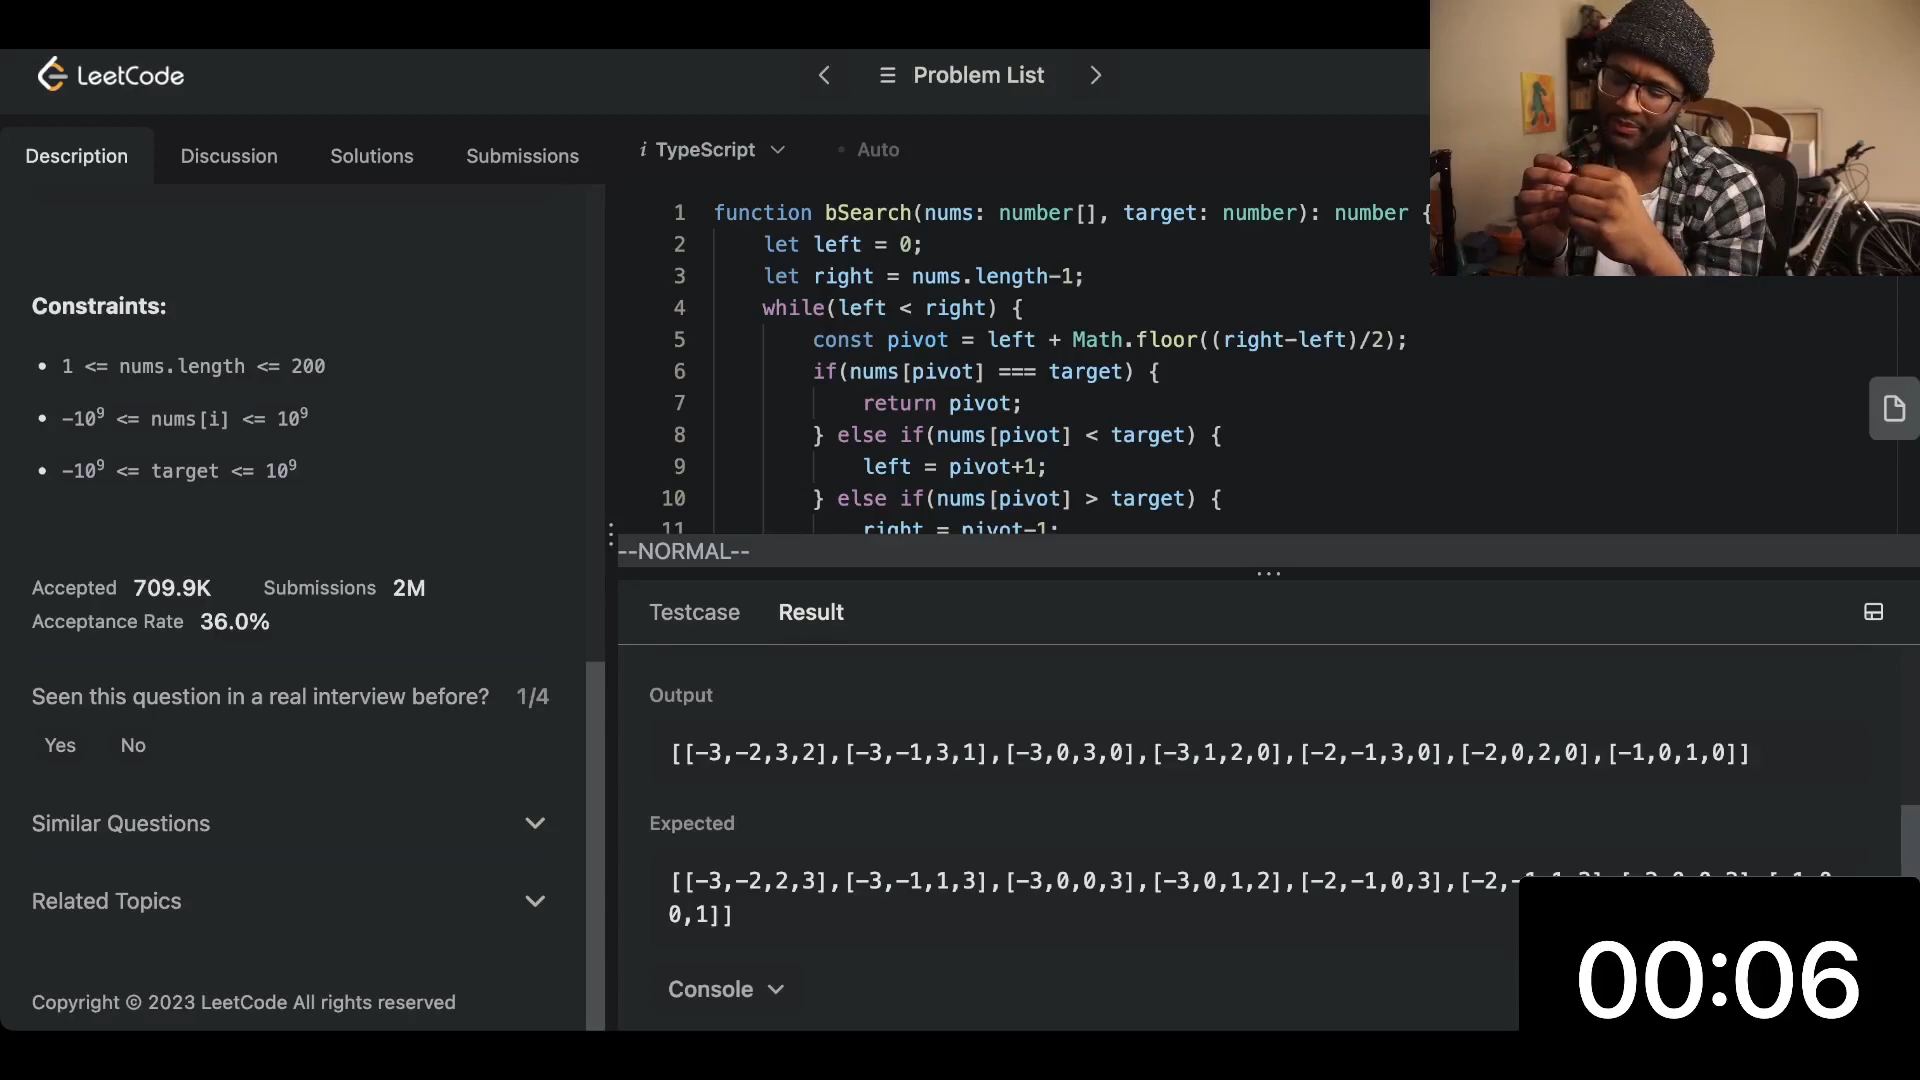 LeetCode
Problem List
Description
Discussion
Solutions
Submissions
Constraints:
1 <= nums.length <= 200
-10⁹ <= nums[i] <= 10⁹
-10⁹ <= target <= 10⁹
Accepted 709.9K Submissions 2M
Acceptance Rate 36.0%
Seen this question in a real interview before? 1/4
Yes No
Similar Questions
Related Topics
Copyright © 2023 LeetCode All rights reserved
i TypeScript
• Auto
1 function bSearch(nums: number[], target: number): number {
2 let left = 0;
3 let right = nums.length-1;
4 while(left < right) {
5 const pivot = left + Math.floor((right-left)/2);
6 if(nums[pivot] === target) {
7 return pivot;
8 } else if(nums[pivot] < target) {
9 left = pivot+1;
10 } else if(nums[pivot] > target) {
11 right = pivot-1;
--NORMAL--
Testcase
Result
Output
[[-3,-2,3,2],[-3,-1,3,1],[-3,0,3,0],[-3,1,2,0],[-2,-1,3,0],[-2,0,2,0],[-1,0,1,0]]
Expected
[[-3,-2,2,3],[-3,-1,1,3],[-3,0,0,3],[-3,0,1,2],[-2,-1,0,3],[-2,
0,1]]
Console
00:06